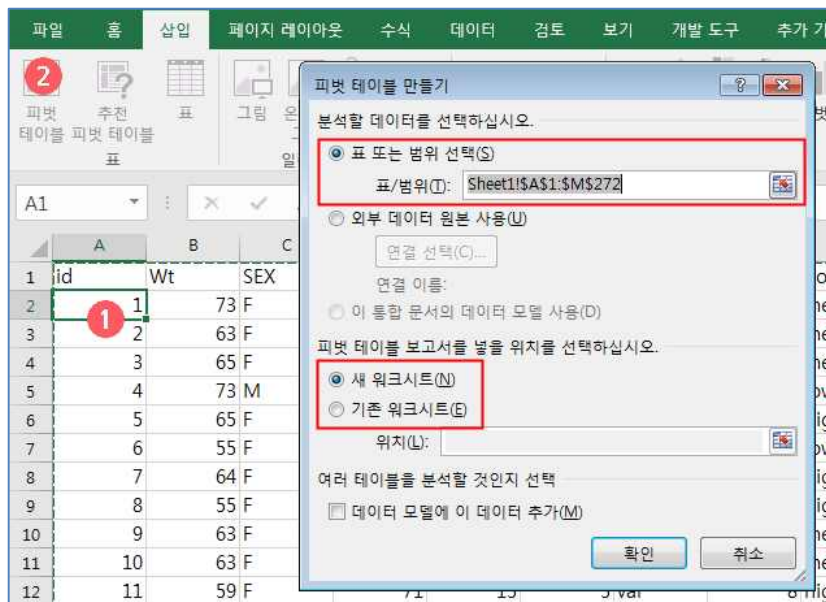 파일 홈 삽입 페이지 레이아웃 수식 데이터 검토 보기 개발 도구 추가 기
2
피벗 테이블
추천 피벗 테이블
표
그림
온
표
일
A1
A B C
1 id Wt SEX
2 1 73 F
1
3 2 63 F
4 3 65 F
5 4 73 M
6 5 65 F
7 6 55 F
8 7 64 F
9 8 55 F
10 9 63 F
11 10 63 F
12 11 59 F
피벗 테이블 만들기
분석할 데이터를 선택하십시오.
표 또는 범위 선택(S)
표/범위(T): Sheet1!$A$1:$M$272
외부 데이터 원본 사용(U)
연결 선택(C)...
연결 이름:
이 통합 문서의 데이터 모델 사용(D)
피벗 테이블 보고서를 넣을 위치를 선택하십시오.
새 워크시트(N)
기존 워크시트(E)
위치(L):
여러 테이블을 분석할 것인지 선택
데이터 모델에 이 데이터 추가(M)
확인 취소